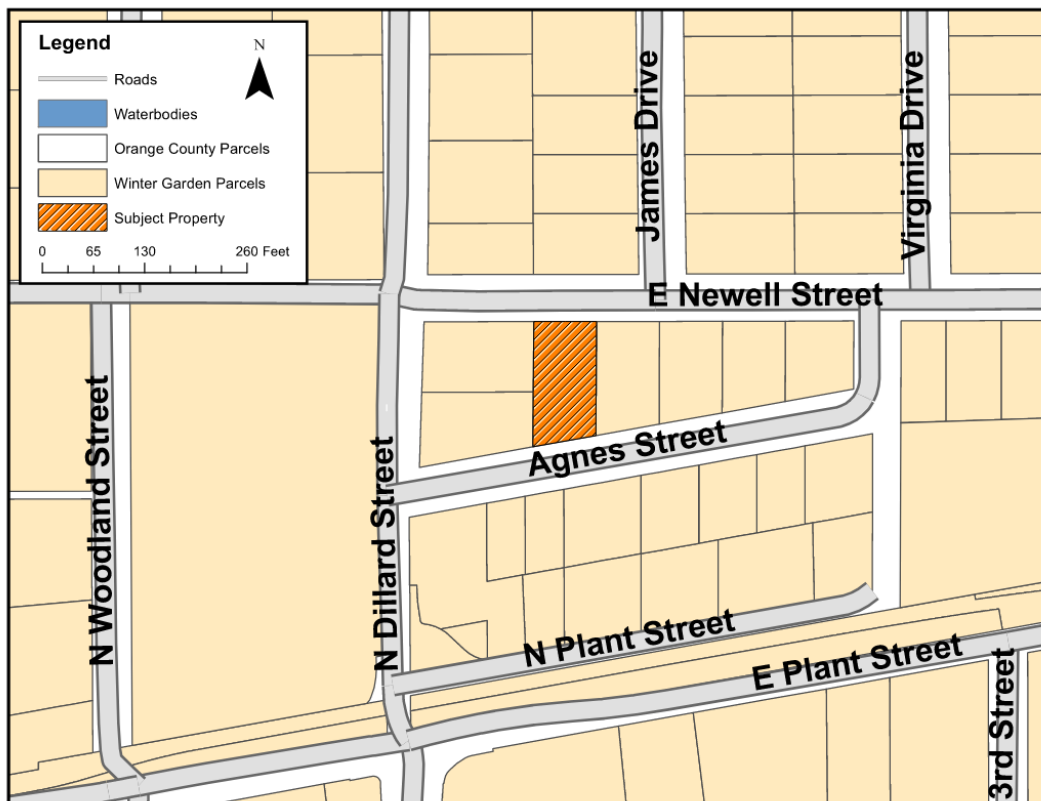 Legend
N
Roads
Waterbodies
Orange County Parcels
Winter Garden Parcels
Subject Property
0 65 130 260 Feet
James Drive
Virginia Drive
E Newell Street
N Woodland Street
N Dillard Street
Agnes Street
N Plant Street
E Plant Street
3rd Street